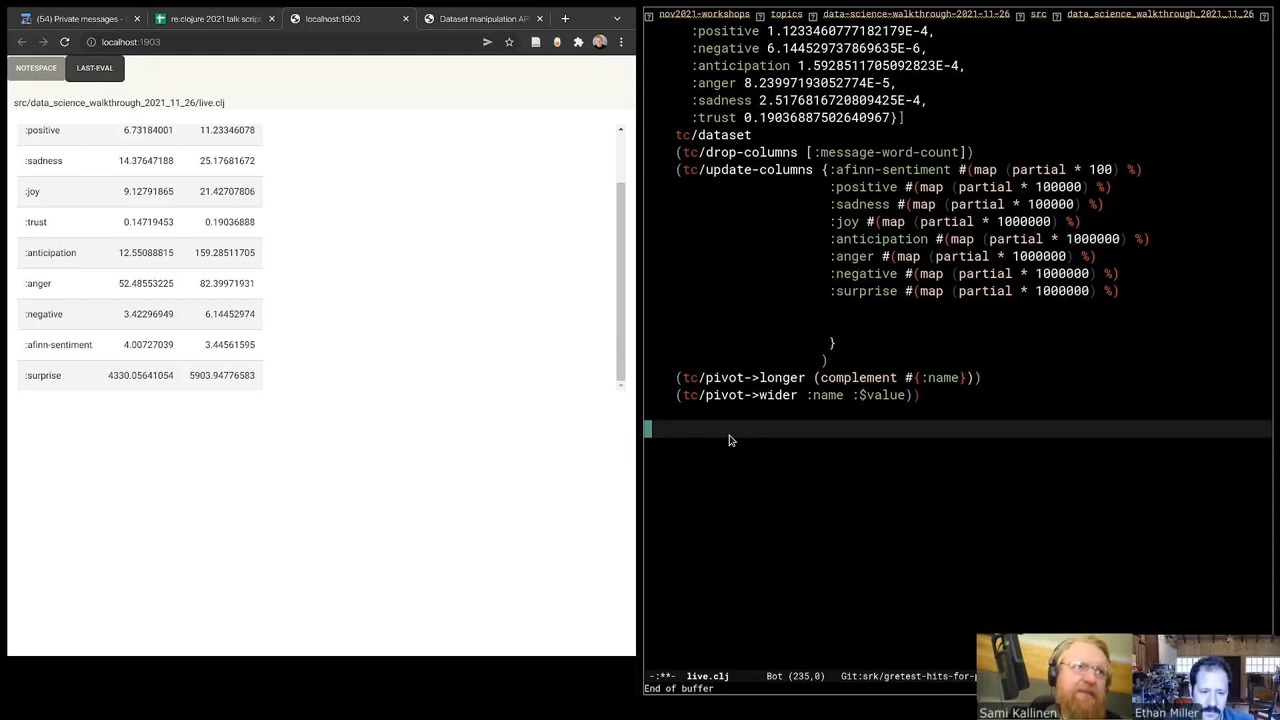 (54) Private messages -
re:clojure 2021 talk script
localhost:1903
Dataset manipulation API
localhost:1903
NOTESPACE
LAST-EVAL
src/data_science_walkthrough_2021_11_26/live.clj
:positive 6.73184001 11.23346078
:sadness 14.37647188 25.17681672
:joy 9.12791865 21.42707806
:trust 0.14719453 0.19036888
:anticipation 12.55088815 159.28511705
:anger 52.48553225 82.39971931
:negative 3.42296949 6.14452974
:afinn-sentiment 4.00727039 3.44561595
:surprise 4330.05641054 5903.94776583
nov2021-workshops topics data-science-walkthrough-2021-11-26 src data_science_walkthrough_2021_11_26
:positive 1.1233460777182179E-4,
:negative 6.144529737869635E-6,
:anticipation 1.5928511705092823E-4,
:anger 8.23997193052774E-5,
:sadness 2.5176816720809425E-4,
:trust 0.19036887502640967}]
tc/dataset
(tc/drop-columns [:message-word-count])
(tc/update-columns {:afinn-sentiment #(map (partial * 100) %)
:positive #(map (partial * 100000) %)
:sadness #(map (partial * 100000) %)
:joy #(map (partial * 1000000) %)
:anticipation #(map (partial * 1000000) %)
:anger #(map (partial * 1000000) %)
:negative #(map (partial * 1000000) %)
:surprise #(map (partial * 1000000) %)
}
)
(tc/pivot->longer (complement #{:name}))
(tc/pivot->wider :name :$value))
-:**- live.clj Bot (235,0) Git:srk/gretest-hits-for-p
End of buffer
Sami Kallinen
Ethan Miller